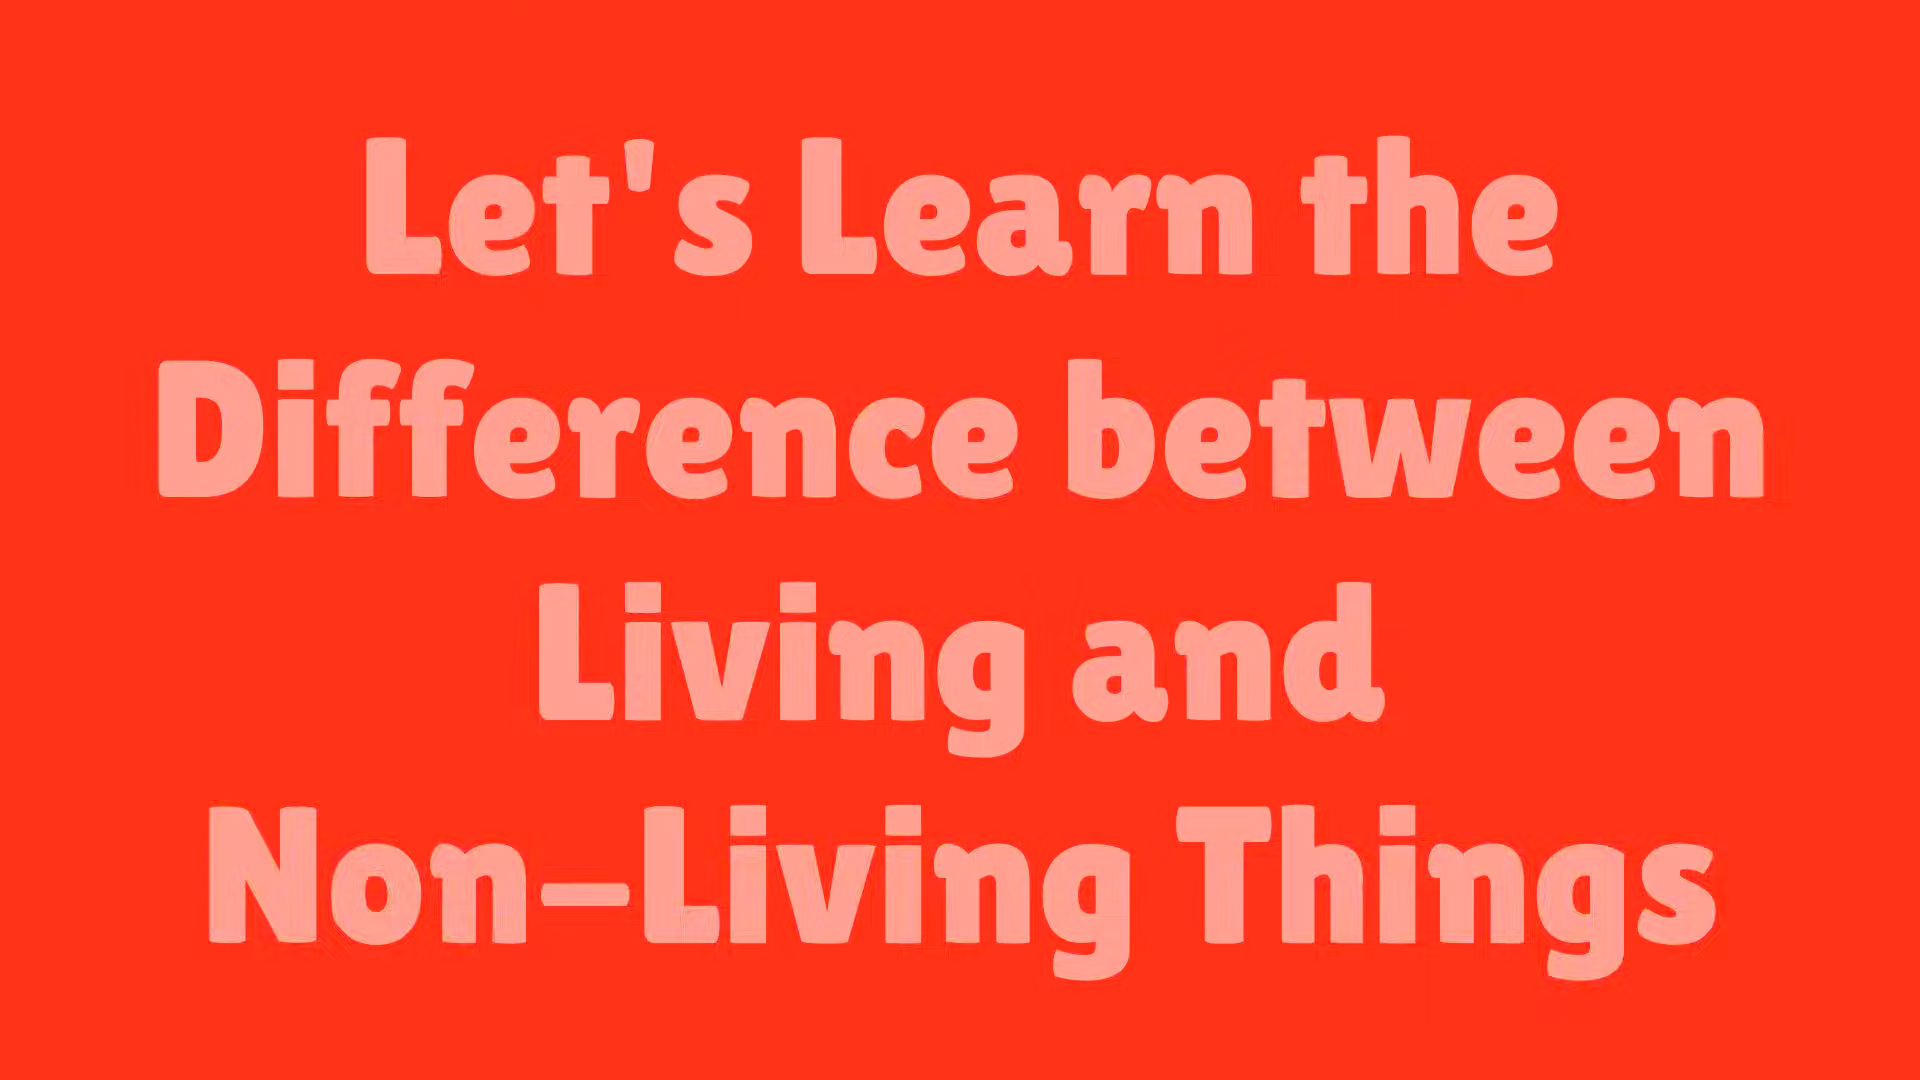 Let's Learn the
Difference between
Living and
Non-Living Things